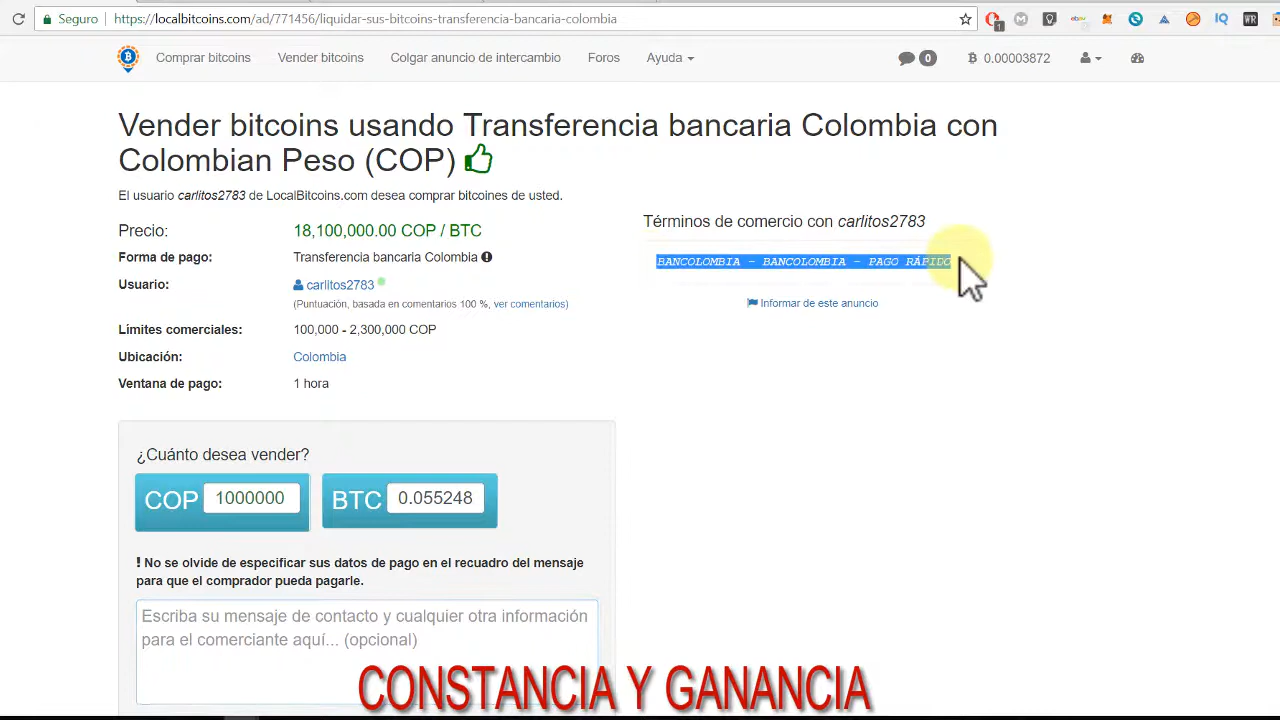 Seguro https://localbitcoins.com/ad/771456/liquidar-sus-bitcoins-transferencia-bancaria-colombia
1 M ebay IQ WR
Comprar bitcoins Vender bitcoins Colgar anuncio de intercambio Foros Ayuda 0 0.00003872
Vender bitcoins usando Transferencia bancaria Colombia con
Colombian Peso (COP)
El usuario carlitos2783 de LocalBitcoins.com desea comprar bitcoines de usted.
Términos de comercio con carlitos2783
Precio: 18,100,000.00 COP / BTC
Forma de pago: Transferencia bancaria Colombia
BANCOLOMBIA - BANCOLOMBIA - PAGO RÁPIDO
Usuario: carlitos2783
(Puntuación, basada en comentarios 100 %, ver comentarios)
Informar de este anuncio
Límites comerciales: 100,000 - 2,300,000 COP
Ubicación: Colombia
Ventana de pago: 1 hora
¿Cuánto desea vender?
COP 1000000 BTC 0.055248
! No se olvide de especificar sus datos de pago en el recuadro del mensaje
para que el comprador pueda pagarle.
Escriba su mensaje de contacto y cualquier otra información
para el comerciante aquí... (opcional)
CONSTANCIA Y GANANCIA